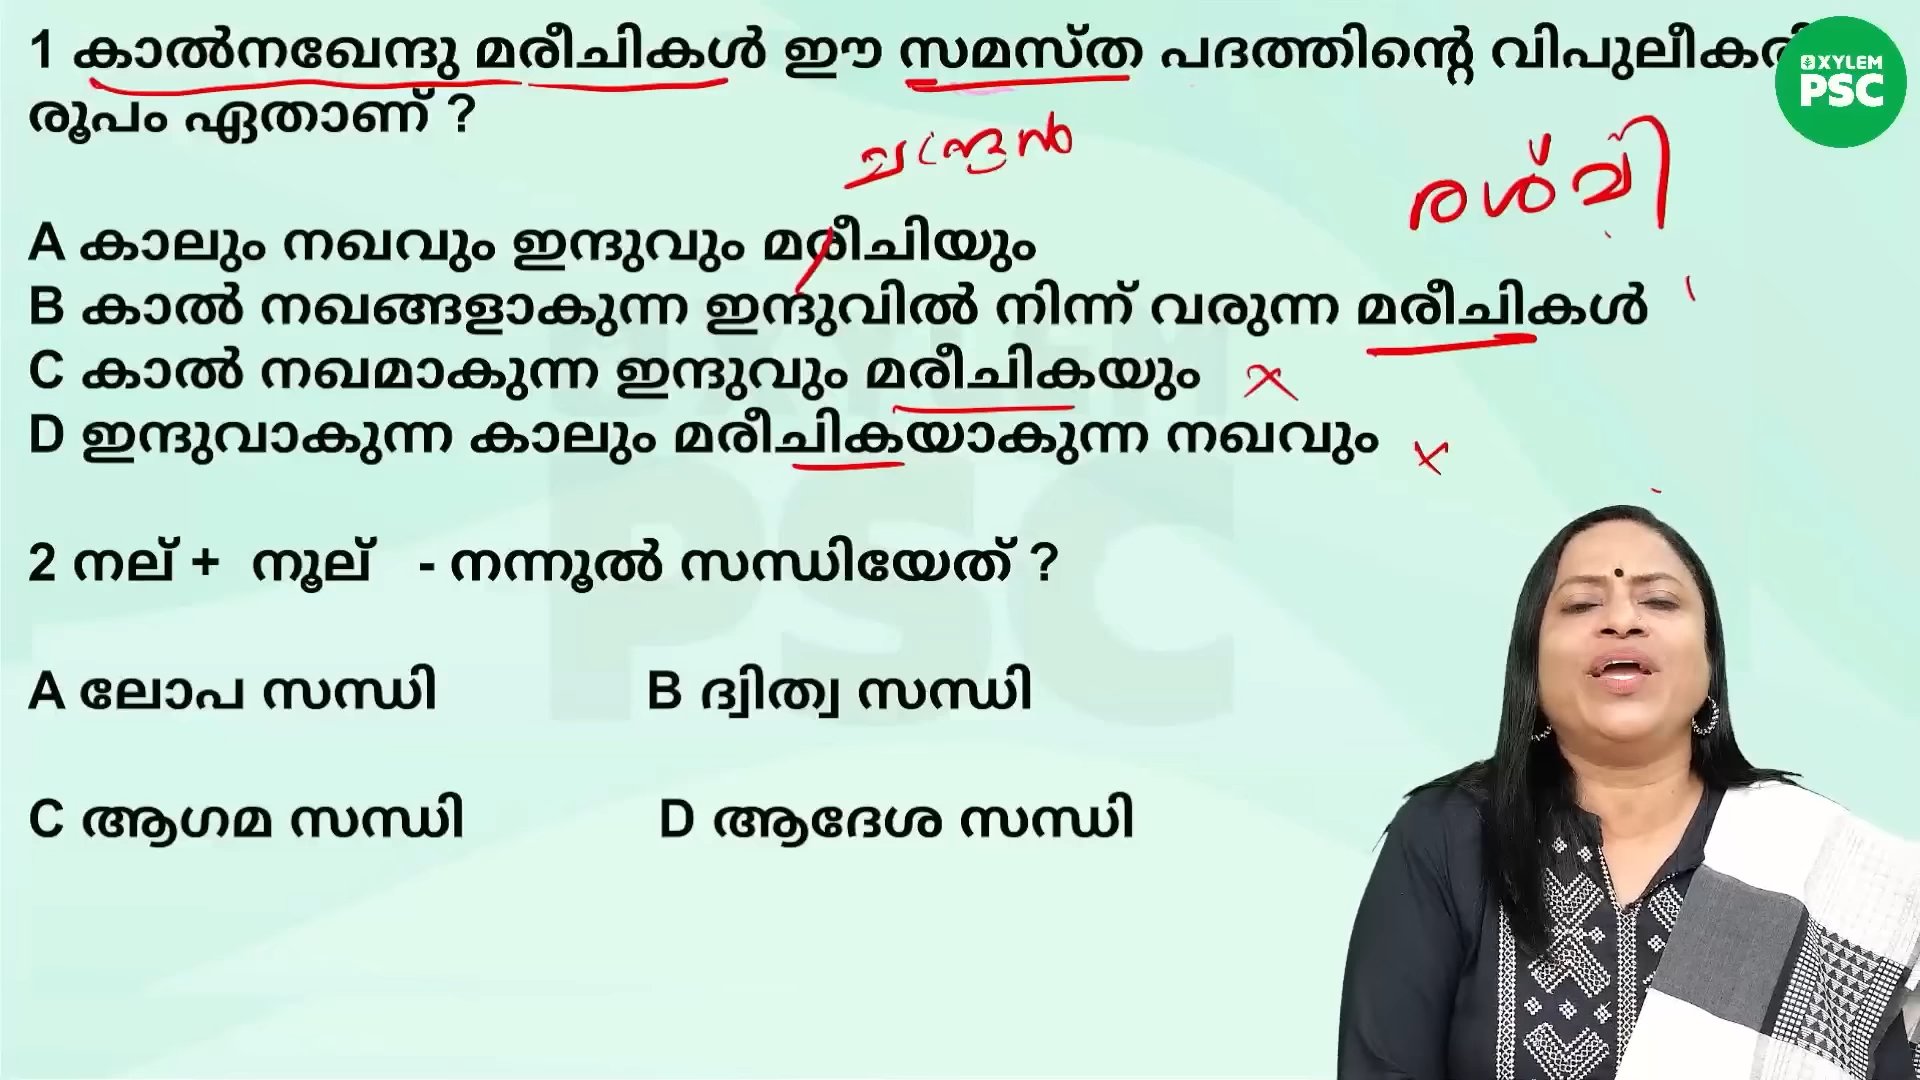 1 കാൽനഖേന്ദു മരീചികൾ ഈ സമസ്ത പദത്തിന്റെ
രൂപം ഏതാണ് ?
ചന്ദ്രൻ
രശ്മി
A കാലും നഖവും ഇന്ദുവും മരീചിയും
B കാൽ നഖങ്ങളാകുന്ന ഇന്ദുവിൽ നിന്ന് വരുന്ന മരീചികൾ
C കാൽ നഖമാകുന്ന ഇന്ദുവും മരീചികയും
D ഇന്ദുവാകുന്ന കാലും മരീചികയാകുന്ന നഖവും
2 നല് + നൂല് - നന്നൂൽ സന്ധിയേത് ?
A ലോപ സന്ധി B ദ്വിത്വ സന്ധി
C ആഗമ സന്ധി D ആദേശ സന്ധി
XYLEM
PSC